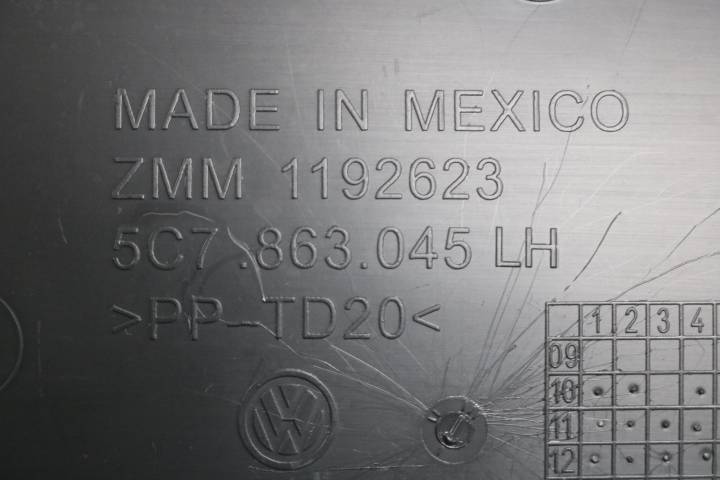 MADE IN MEXICO
ZMM 1192623
5C7.863.045 LH
>PP-TD20<
1 2 3 4
09
10
11
12